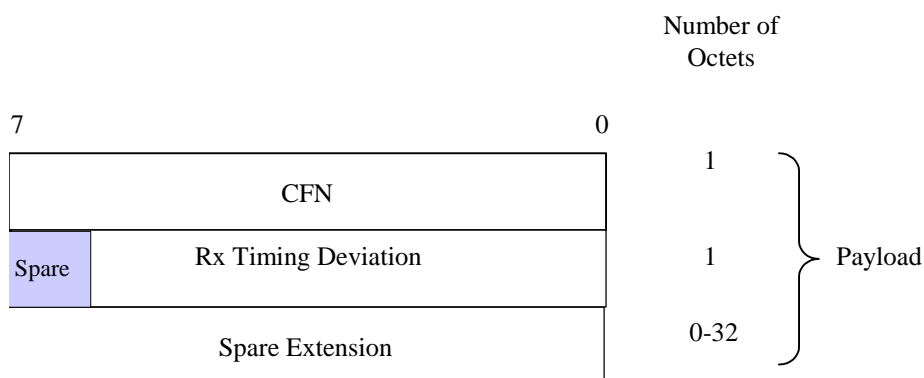 Number of
Octets
7 0
CFN 1
Spare Rx Timing Deviation 1 Payload
Spare Extension 0-32